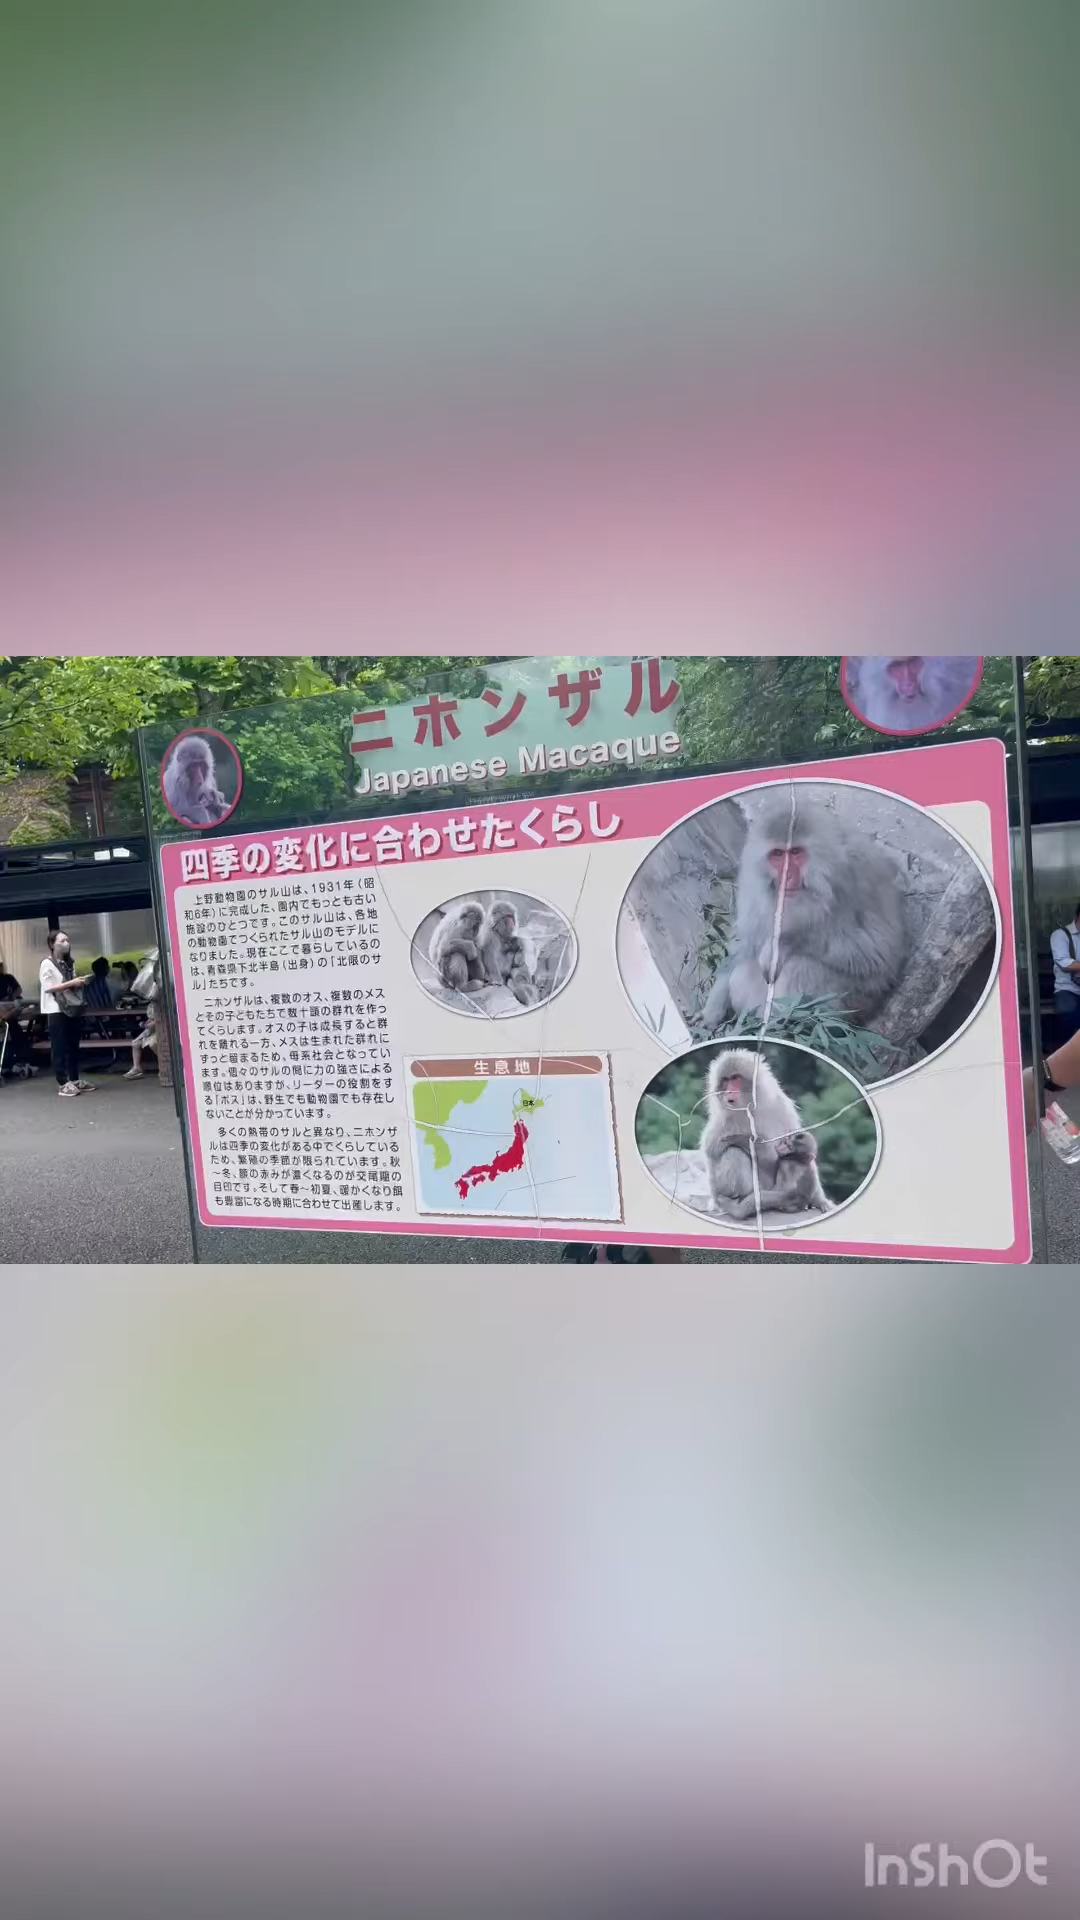 ニホンザル
Japanese Macaque
四季の変化に合わせたくらし
上野動物園のサル山は、1931年(昭
和6年)に完成した、園内でもっとも古い
施設のひとつです。このサル山は、各地
の動物園でつくられたサル山のモデルに
なりました。現在ここで暮らしているの
は、青森県下北半島(出身)の「北限のサ
ル」たちです。
ニホンザルは、複数のオス、複数のメス
とその子どもたちで数十頭の群れを作っ
てくらします。オスの子は成長すると群
れを離れる一方、メスは生まれた群れに
ずっと留まるため、母系社会となってい
ます。個々のサルの間に力の強さによる
順位はありますが、リーダーの役割をす
る「ボス」は、野生でも動物園でも存在し
ないことが分かっています。
多くの熱帯のサルと異なり、ニホンザ
ルは四季の変化がある中でくらしている
ため、繁殖の季節が限られています。秋
~冬、顔の赤みが濃くなるのが交尾期の
目印です。そして春~初夏、暖かくなり餌
も豊富になる時期に合わせて出産します。
生息地
日本
InShOt